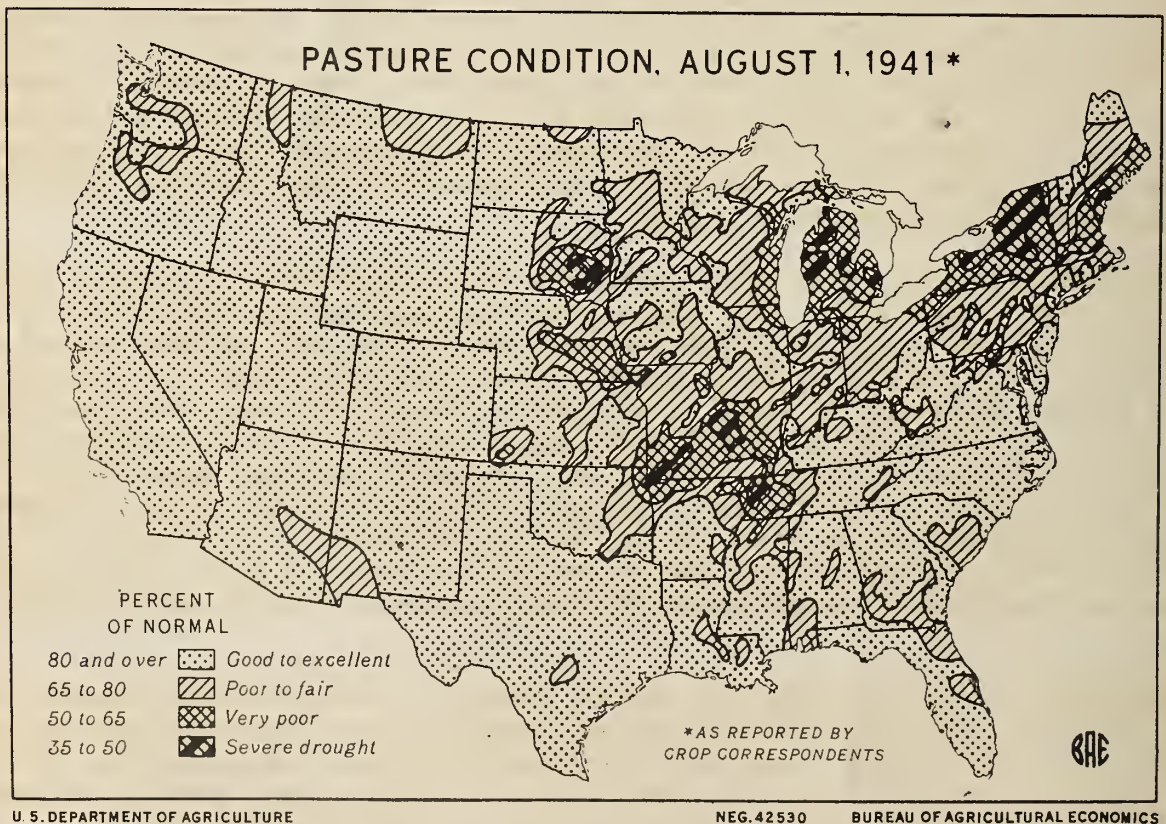 PASTURE CONDITION, AUGUST 1, 1941 *
PERCENT
OF NORMAL
80 and over Good to excellent
65 to 80 Poor to fair
50 to 65 Very poor
35 to 50 Severe drought
*AS REPORTED BY
CROP CORRESPONDENTS
BAE
U. S. DEPARTMENT OF AGRICULTURE NEG. 42530 BUREAU OF AGRICULTURAL ECONOMICS